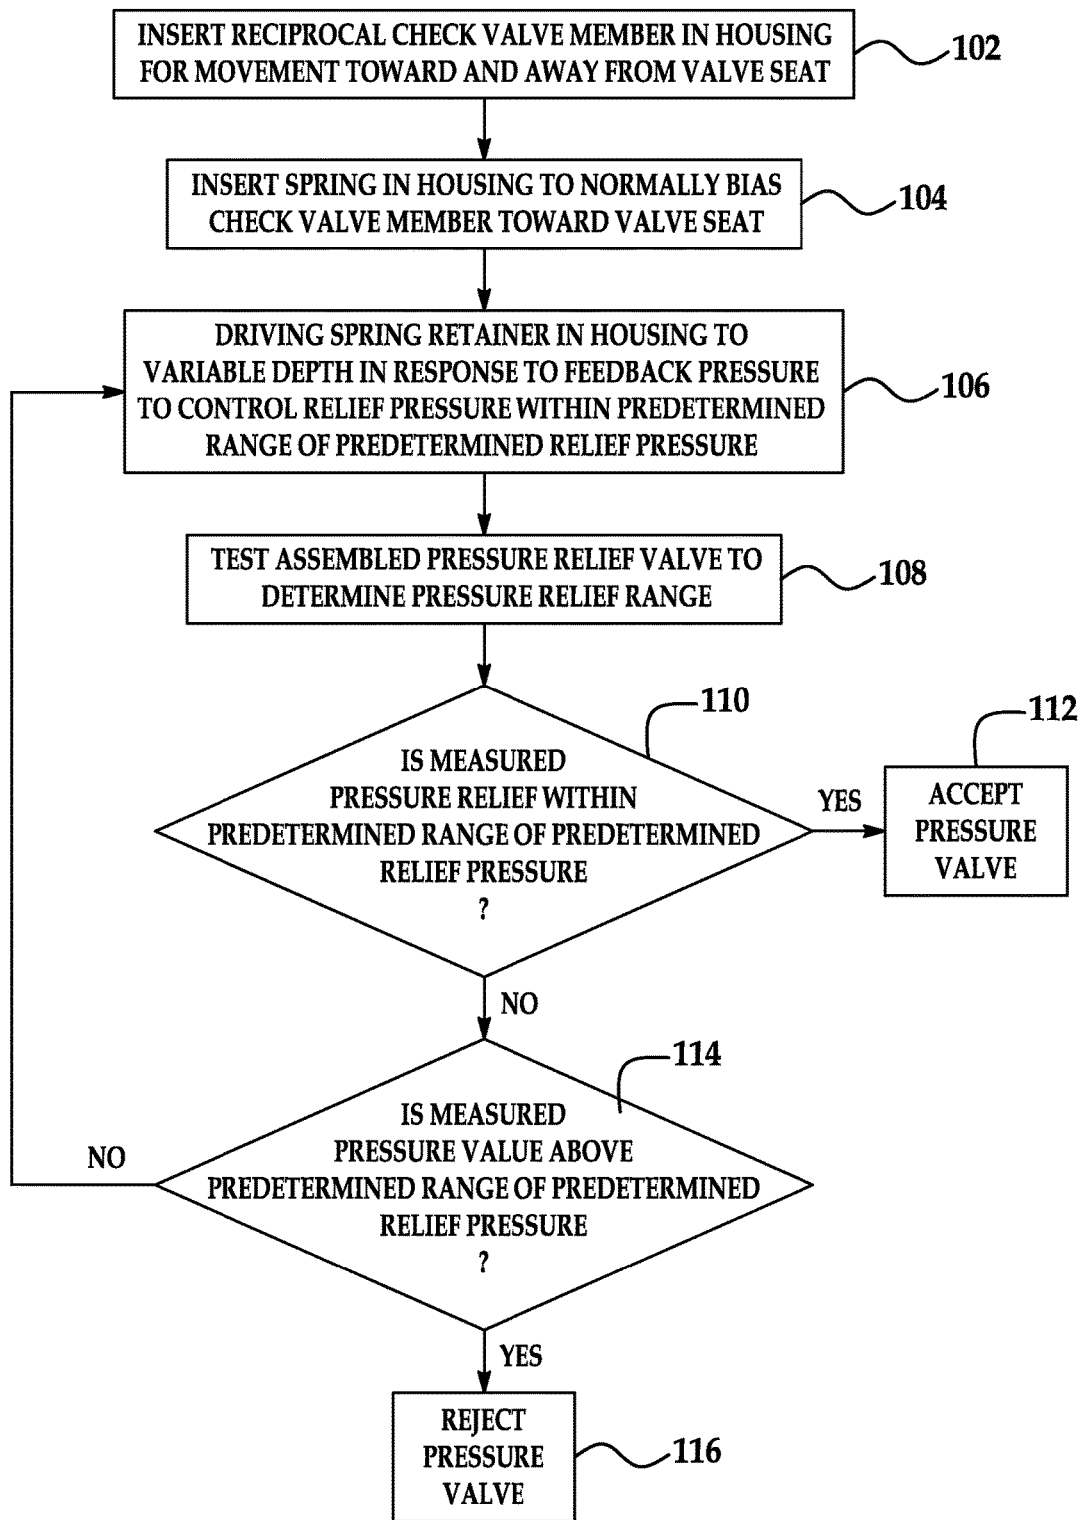 INSERT RECIPROCAL CHECK VALVE MEMBER IN HOUSING
FOR MOVEMENT TOWARD AND AWAY FROM VALVE SEAT
102
INSERT SPRING IN HOUSING TO NORMALLY BIAS
CHECK VALVE MEMBER TOWARD VALVE SEAT
104
DRIVING SPRING RETAINER IN HOUSING TO
VARIABLE DEPTH IN RESPONSE TO FEEDBACK PRESSURE
TO CONTROL RELIEF PRESSURE WITHIN PREDETERMINED
RANGE OF PREDETERMINED RELIEF PRESSURE
106
TEST ASSEMBLED PRESSURE RELIEF VALVE TO
DETERMINE PRESSURE RELIEF RANGE
108
110
IS MEASURED
PRESSURE RELIEF WITHIN
PREDETERMINED RANGE OF PREDETERMINED
RELIEF PRESSURE
?
YES
112
ACCEPT
PRESSURE
VALVE
NO
114
IS MEASURED
PRESSURE VALUE ABOVE
PREDETERMINED RANGE OF PREDETERMINED
RELIEF PRESSURE
?
NO
YES
REJECT
PRESSURE
VALVE
116